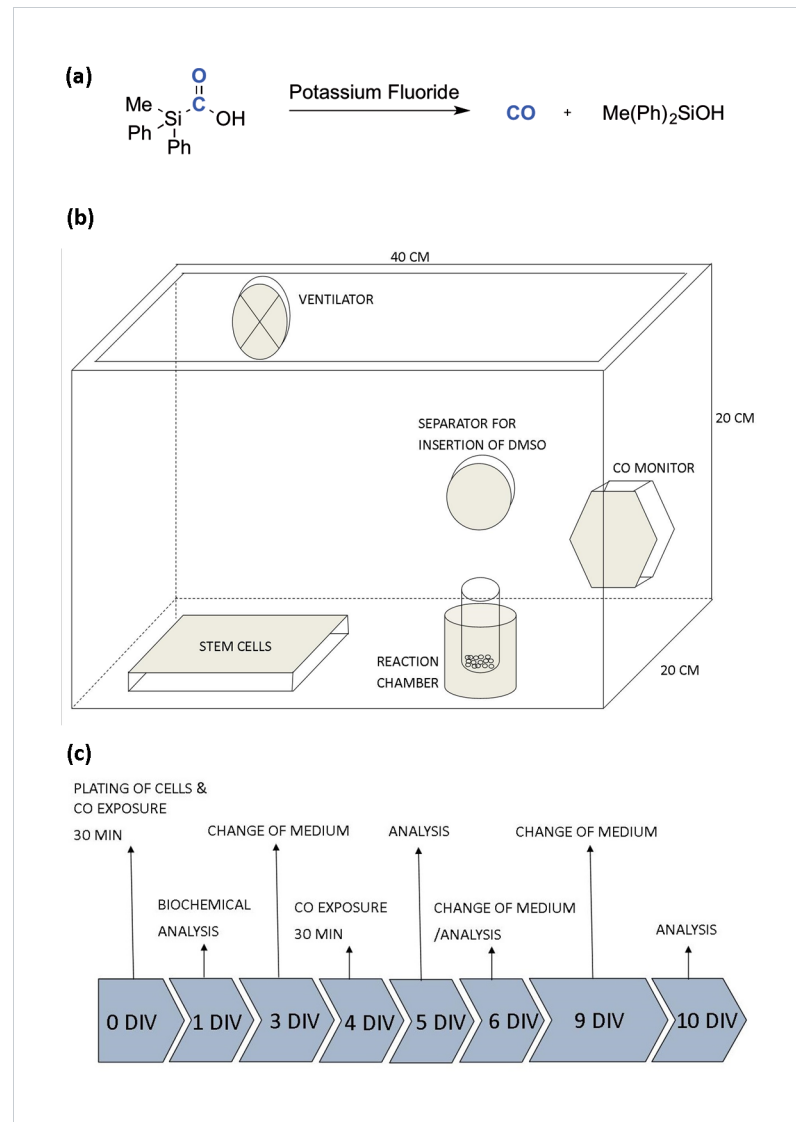 (a)
O
Me
C
Si
OH
Ph
Ph
Potassium Fluoride
CO + Me(Ph)₂SiOH
(b)
40 CM
VENTILATOR
SEPARATOR FOR
INSERTION OF DMSO
20 CM
CO MONITOR
STEM CELLS
REACTION
CHAMBER
20 CM
(c)
PLATING OF CELLS &
CO EXPOSURE
30 MIN
CHANGE OF MEDIUM
ANALYSIS
CHANGE OF MEDIUM
BIOCHEMICAL
ANALYSIS
CO EXPOSURE
30 MIN
CHANGE OF MEDIUM
/ANALYSIS
ANALYSIS
0 DIV
1 DIV
3 DIV
4 DIV
5 DIV
6 DIV
9 DIV
10 DIV